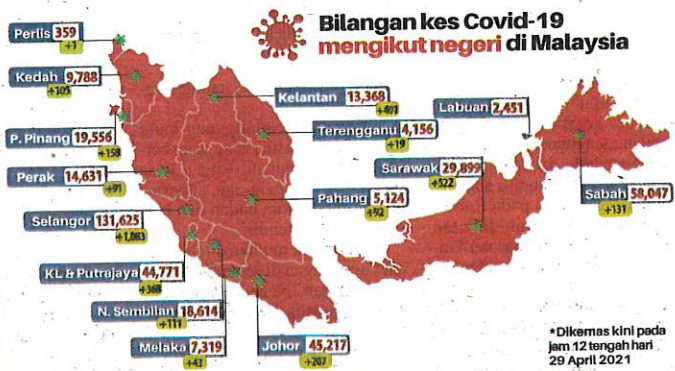 Bilangan kes Covid-19
mengikut negeri di Malaysia
Perlis 359
+1
Kedah 9,788
+105
P. Pinang 19,556
+158
Perak 14,631
+91
Selangor 131,625
+1,083
KL & Putrajaya 44,771
+368
N. Sembilan 18,614
+111
Melaka 7,319
+43
Johor 45,217
+207
Kelantan 13,369
Terengganu 4,156
+19
Pahang 5,124
+92
Labuan 2,451
Sarawak 29,899
+522
Sabah 58,047
+131
*Dikemas kini pada
jam 12 tengah hari
29 April 2021